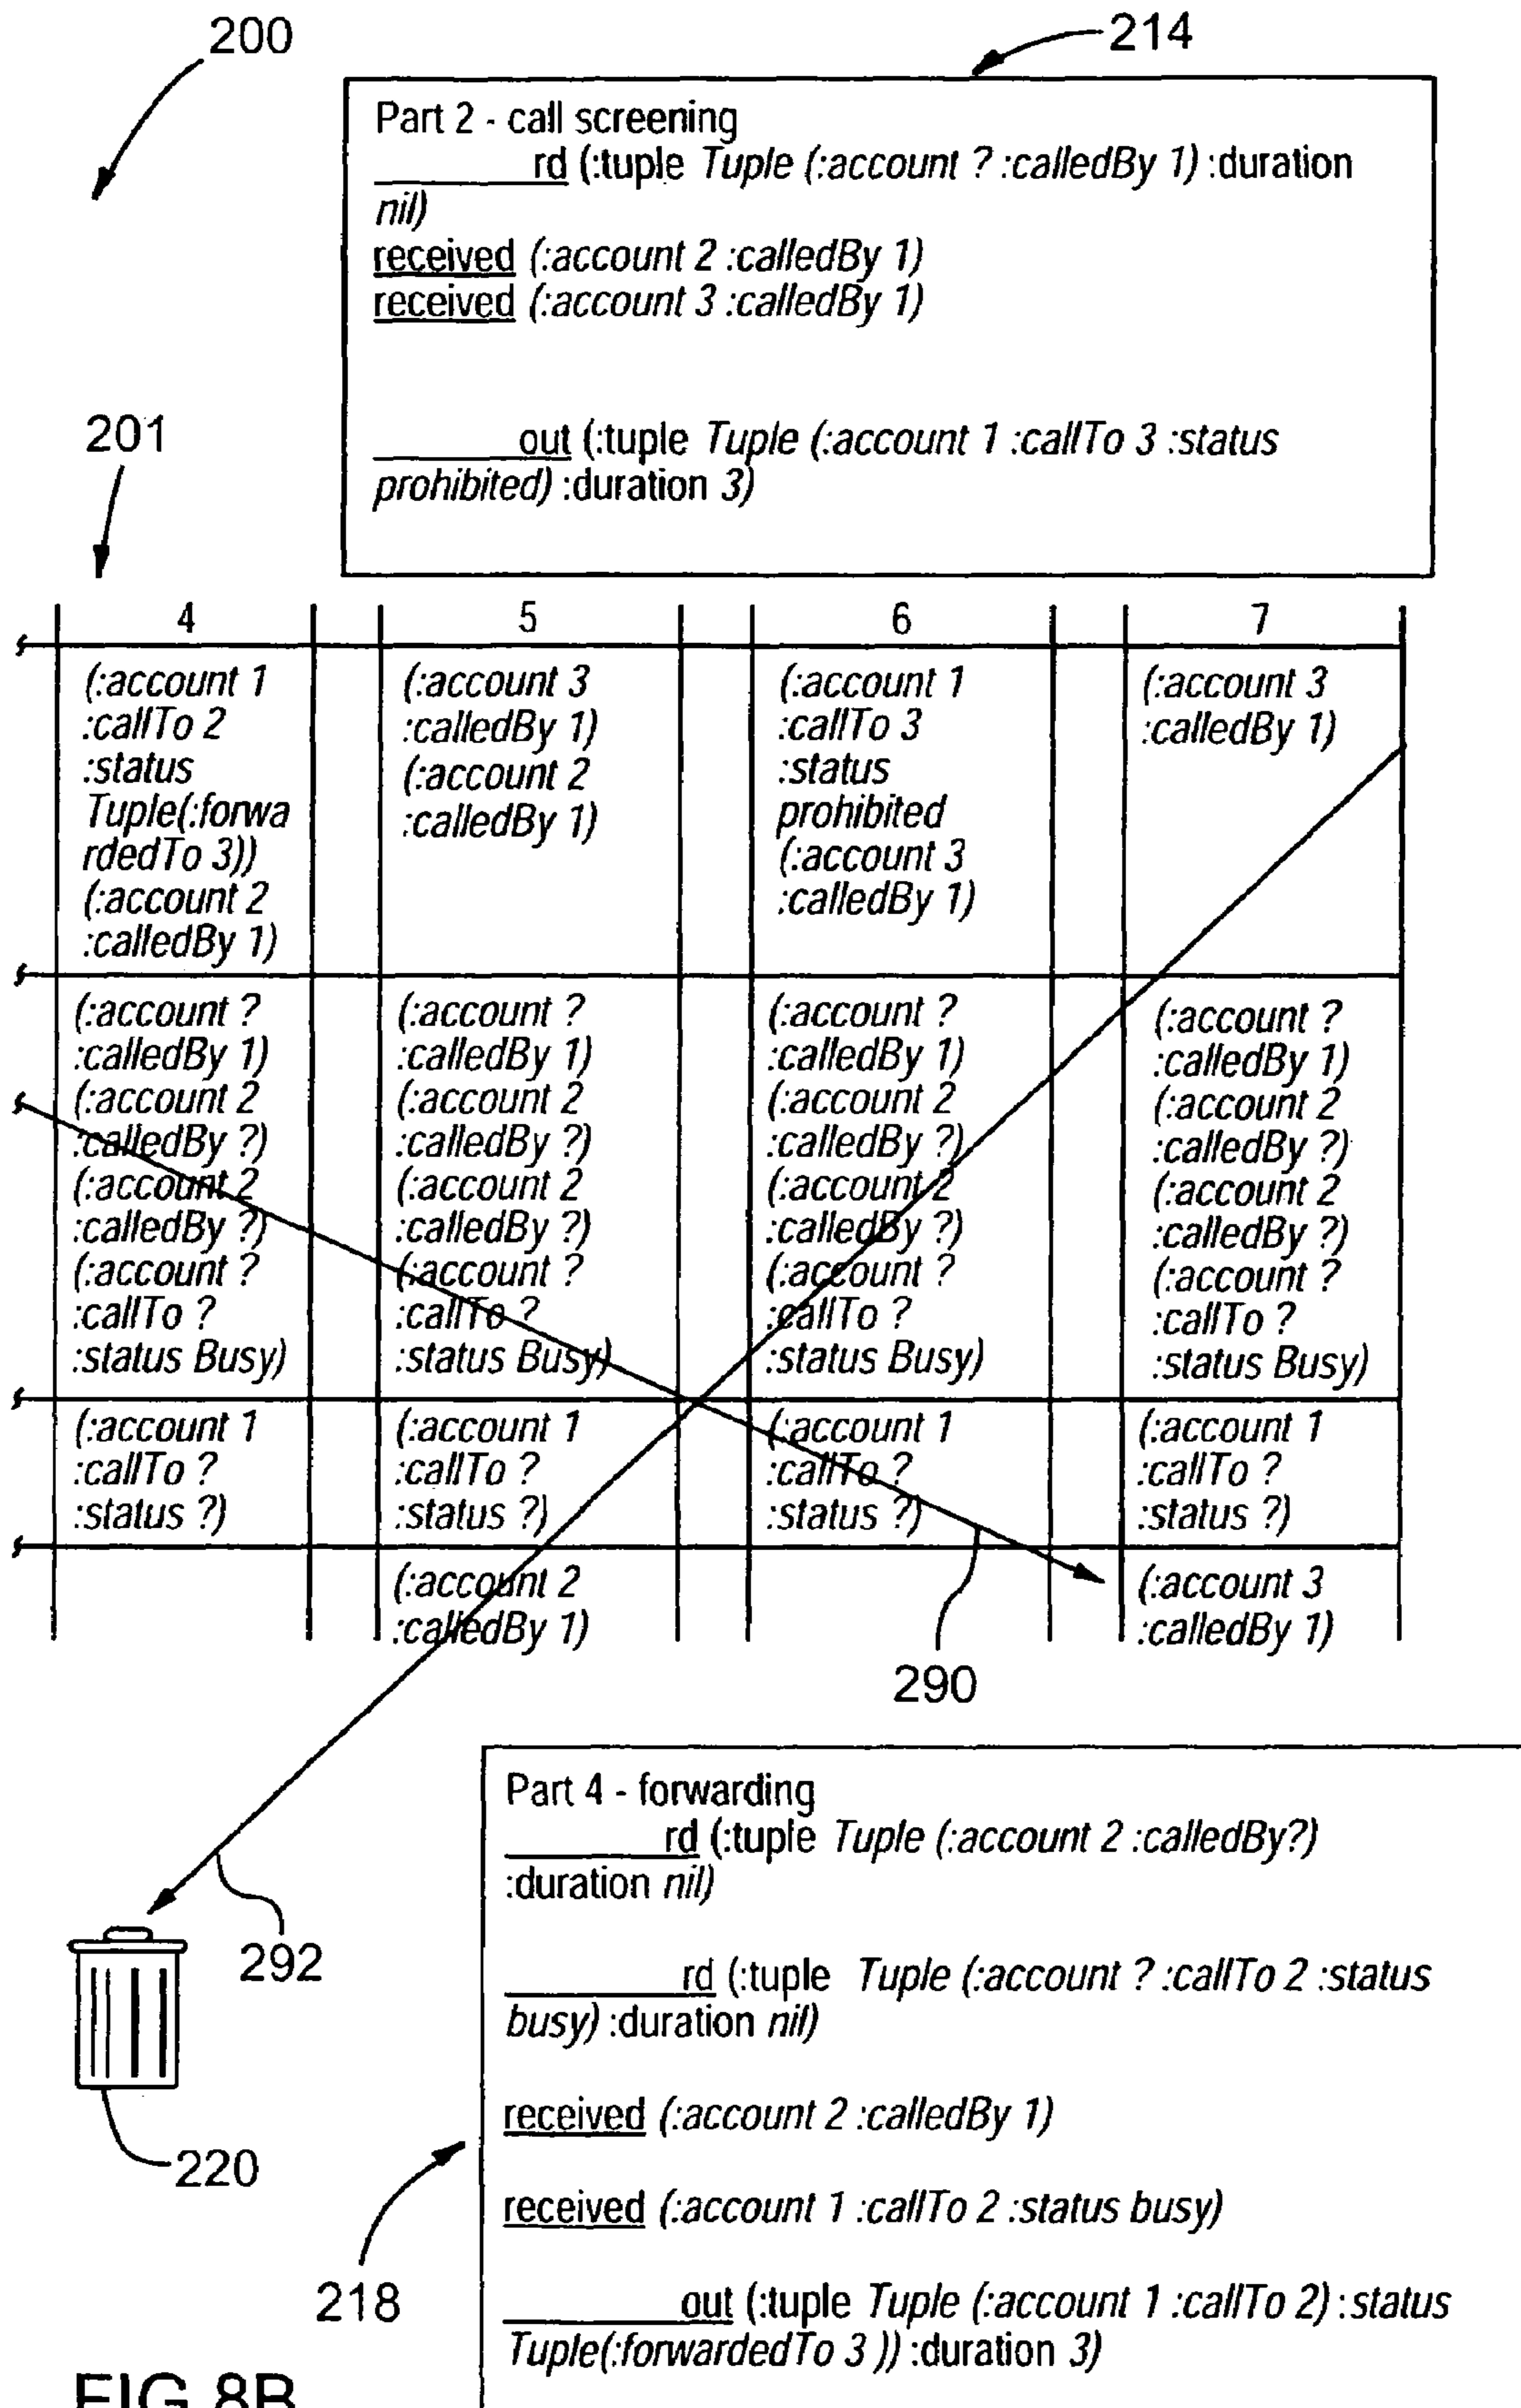 200
214
Part 2 - call screening
rd (:tuple Tuple (:account ? :calledBy 1) :duration
nil)
received (:account 2 :calledBy 1)
received (:account 3 :calledBy 1)
out (:tuple Tuple (:account 1 :callTo 3 :status
prohibited) :duration 3)
201
4 5 6 7
(:account 1
:callTo 2
:status
Tuple(:forwa
rdedTo 3))
(:account 2
:calledBy 1)
(:account 3
:calledBy 1)
(:account 2
:calledBy 1)
(:account 1
:callTo 3
:status
prohibited
(:account 3
:calledBy 1)
(:account 3
:calledBy 1)
(:account ?
:calledBy 1)
(:account 2
:calledBy ?)
(:account 2
:calledBy ?)
(:account ?
:callTo ?
:status Busy)
(:account ?
:calledBy 1)
(:account 2
:calledBy ?)
(:account 2
:calledBy ?)
(:account ?
:callTo ?
:status Busy)
(:account ?
:calledBy 1)
(:account 2
:calledBy ?)
(:account 2
:calledBy ?)
(:account ?
:callTo ?
:status Busy)
(:account ?
:calledBy 1)
(:account 2
:calledBy ?)
(:account 2
:calledBy ?)
(:account ?
:callTo ?
:status Busy)
(:account 1
:callTo ?
:status ?)
(:account 1
:callTo ?
:status ?)
(:account 1
:callTo ?
:status ?)
(:account 1
:callTo ?
:status ?)
(:account 2
:calledBy 1)
(:account 3
:calledBy 1)
290
292
220
218
Part 4 - forwarding
rd (:tuple Tuple (:account 2 :calledBy?)
:duration nil)
rd (:tuple Tuple (:account ? :callTo 2 :status
busy) :duration nil)
received (:account 2 :calledBy 1)
received (:account 1 :callTo 2 :status busy)
out (:tuple Tuple (:account 1 :callTo 2) :status
Tuple(:forwardedTo 3 )) :duration 3)
FIG 8B